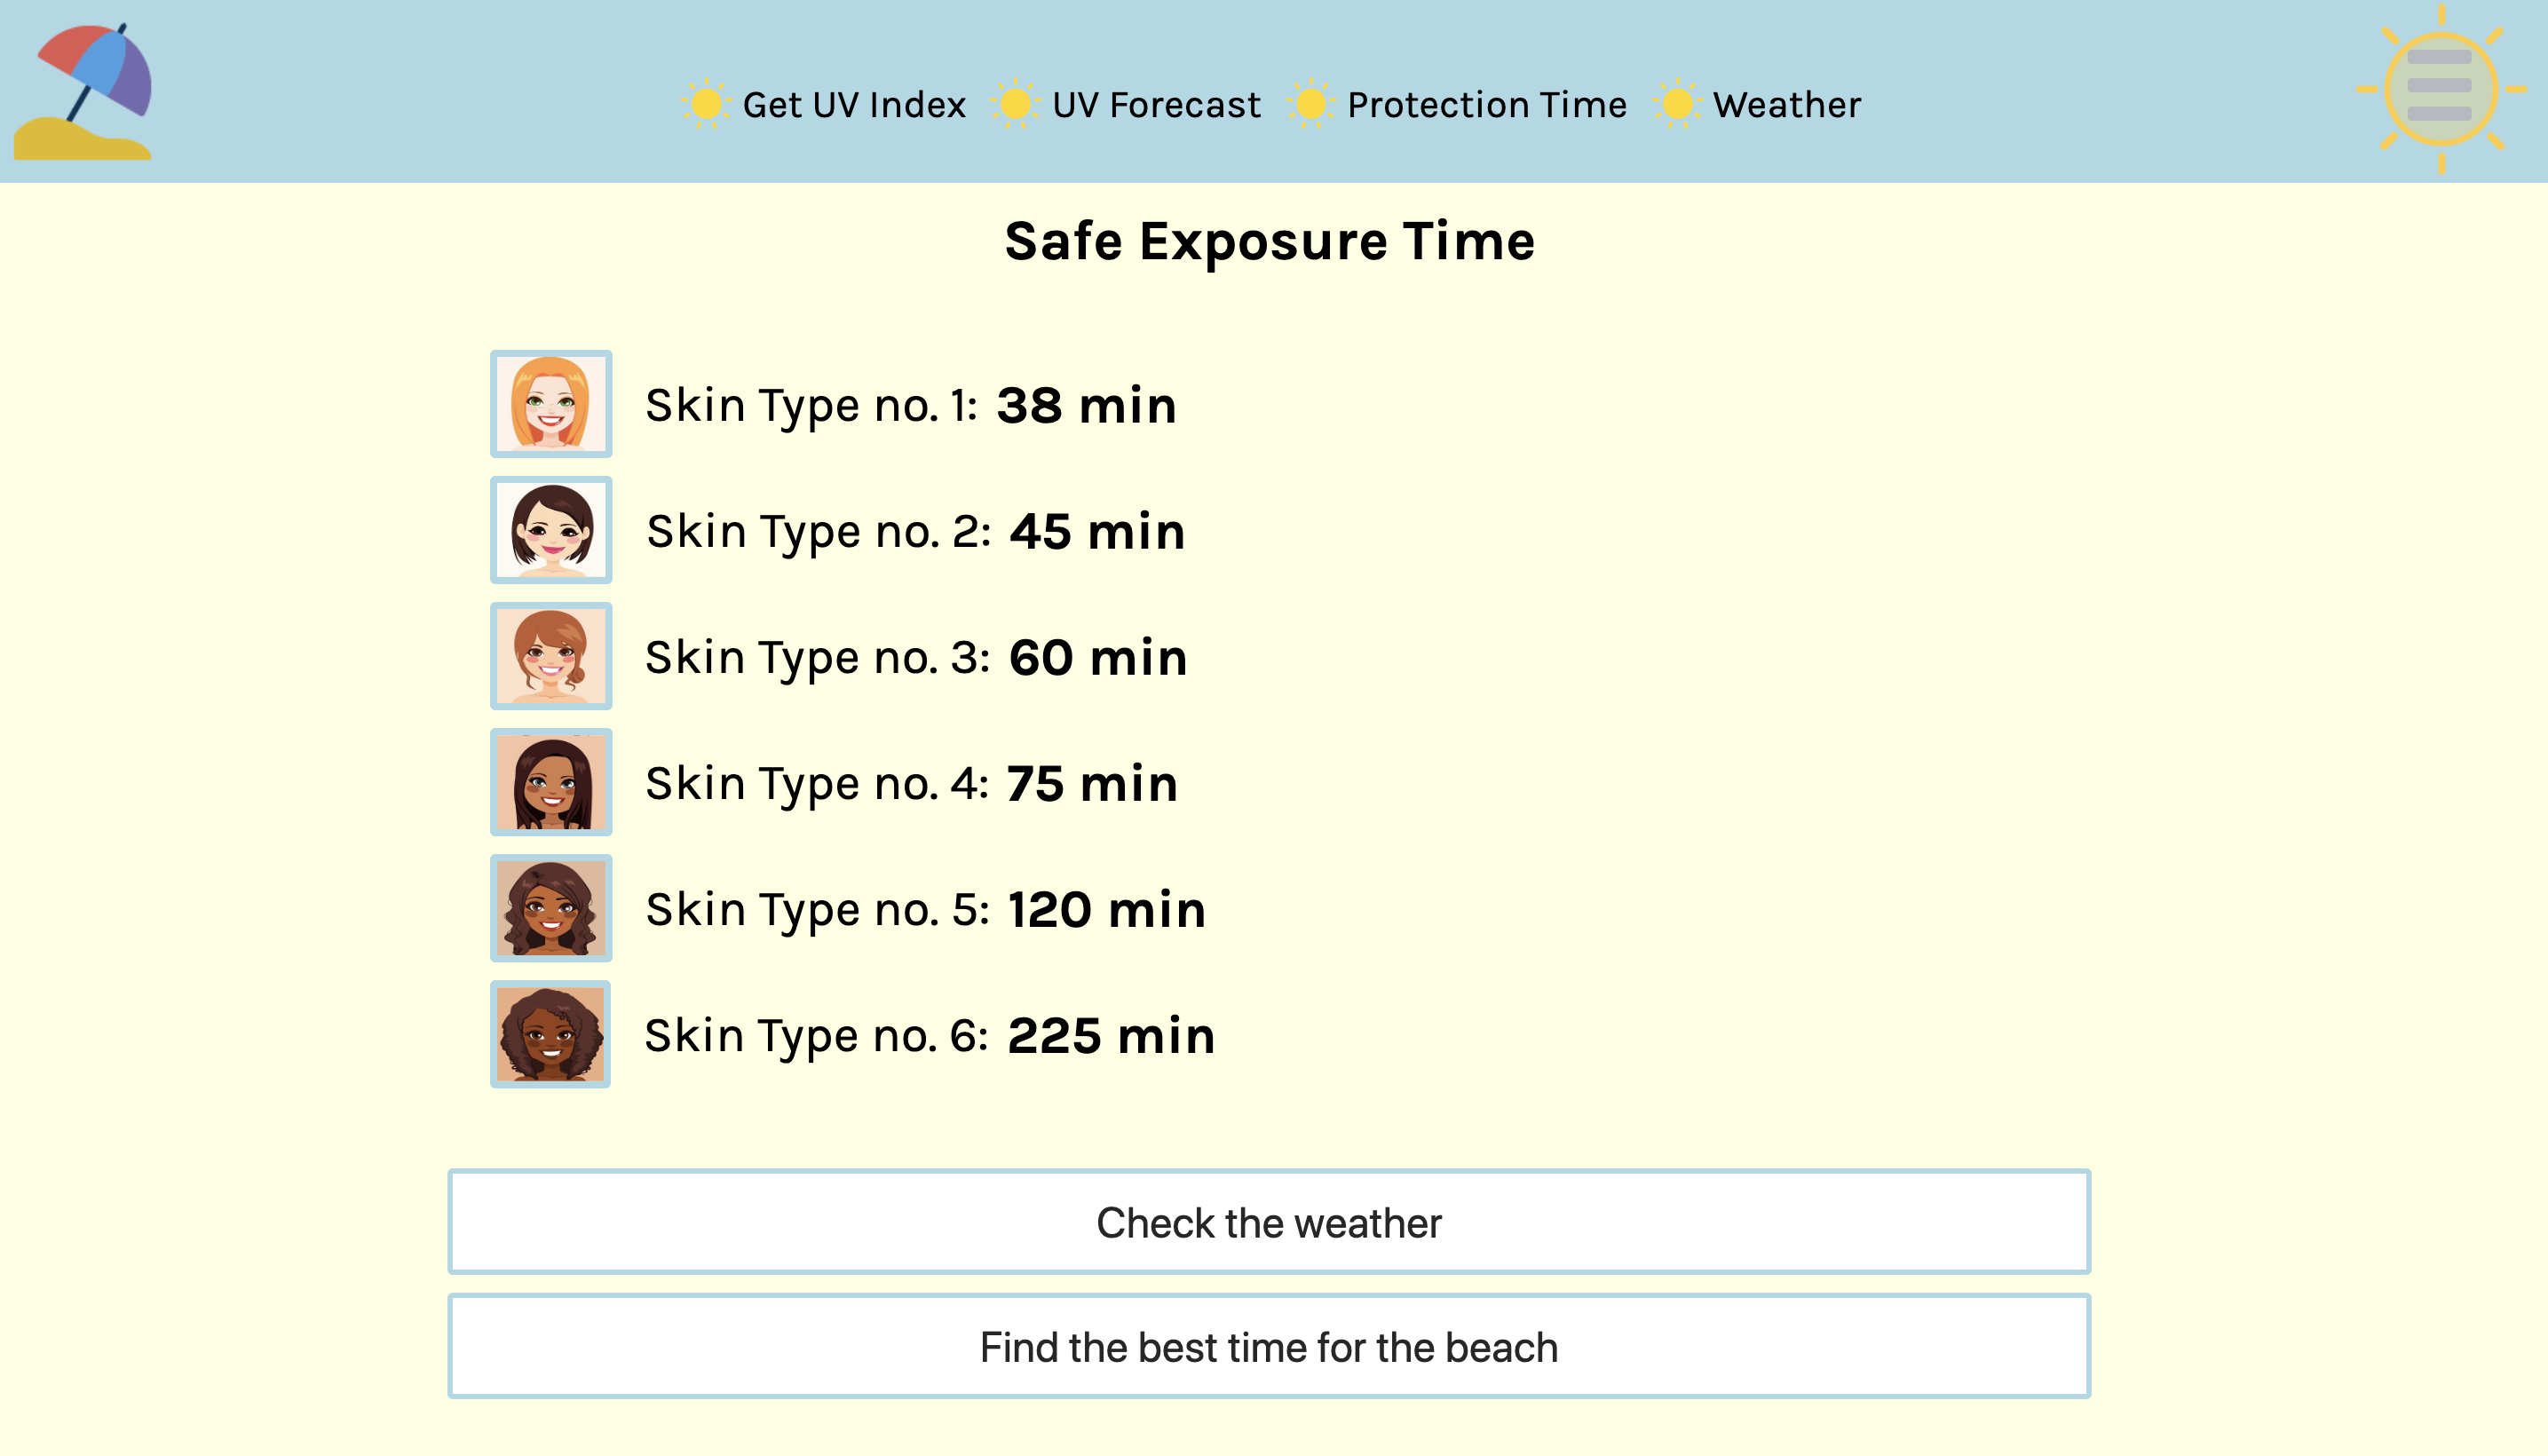 Get UV Index UV Forecast Protection Time Weather
Safe Exposure Time
Skin Type no. 1: 38 min
Skin Type no. 2: 45 min
Skin Type no. 3: 60 min
Skin Type no. 4: 75 min
Skin Type no. 5: 120 min
Skin Type no. 6: 225 min
Check the weather
Find the best time for the beach